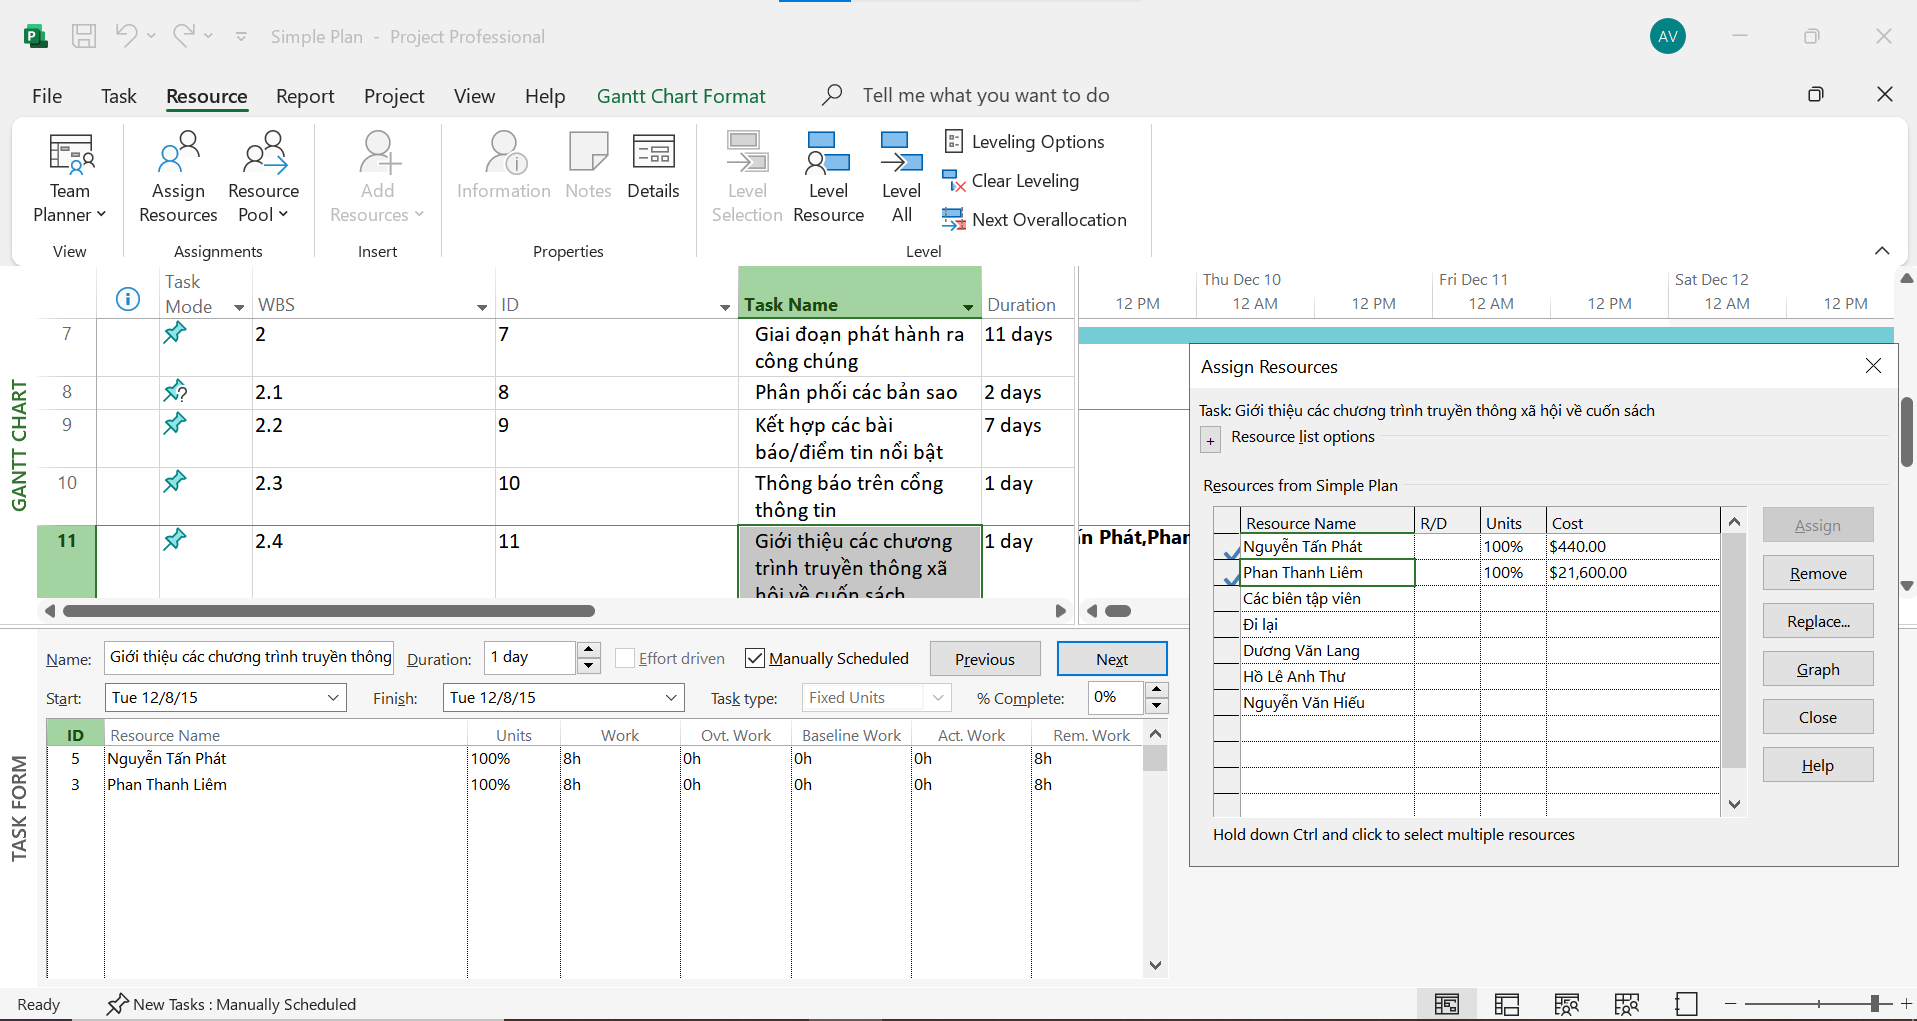 Simple Plan - Project Professional
AV
File Task Resource Report Project View Help Gantt Chart Format Tell me what you want to do
Team Planner
View
Assign Resources
Resource Pool
Assignments
Add Resources
Insert
Information
Notes
Details
Properties
Level Selection
Level Resource
Level All
Leveling Options
Clear Leveling
Next Overallocation
Level
GANTT CHART
Task Mode WBS ID Task Name Duration
Thu Dec 10 Fri Dec 11 Sat Dec 12
12 PM 12 AM 12 PM 12 AM 12 PM 12 AM 12 PM
7 2 7 Giai đoạn phát hành ra công chúng 11 days
8 2.1 8 Phân phối các bản sao 2 days
9 2.2 9 Kết hợp các bài báo/điểm tin nổi bật 7 days
10 2.3 10 Thông báo trên cổng thông tin 1 day
11 2.4 11 Giới thiệu các chương trình truyền thông xã hội về cuốn sách 1 day
n Phát,Phan
Assign Resources
Task: Giới thiệu các chương trình truyền thông xã hội về cuốn sách
+ Resource list options
Resources from Simple Plan
Resource Name R/D Units Cost
Nguyễn Tấn Phát 100% $440.00
Phan Thanh Liêm 100% $21,600.00
Các biên tập viên
Đi lại
Dương Văn Lang
Hồ Lê Anh Thư
Nguyễn Văn Hiếu
Assign
Remove
Replace...
Graph
Close
Help
Hold down Ctrl and click to select multiple resources
TASK FORM
Name: Giới thiệu các chương trình truyền thông Duration: 1 day Effort driven Manually Scheduled Previous Next
Start: Tue 12/8/15 Finish: Tue 12/8/15 Task type: Fixed Units % Complete: 0%
ID Resource Name Units Work Ovt. Work Baseline Work Act. Work Rem. Work
5 Nguyễn Tấn Phát 100% 8h 0h 0h 0h 8h
3 Phan Thanh Liêm 100% 8h 0h 0h 0h 8h
Ready New Tasks : Manually Scheduled